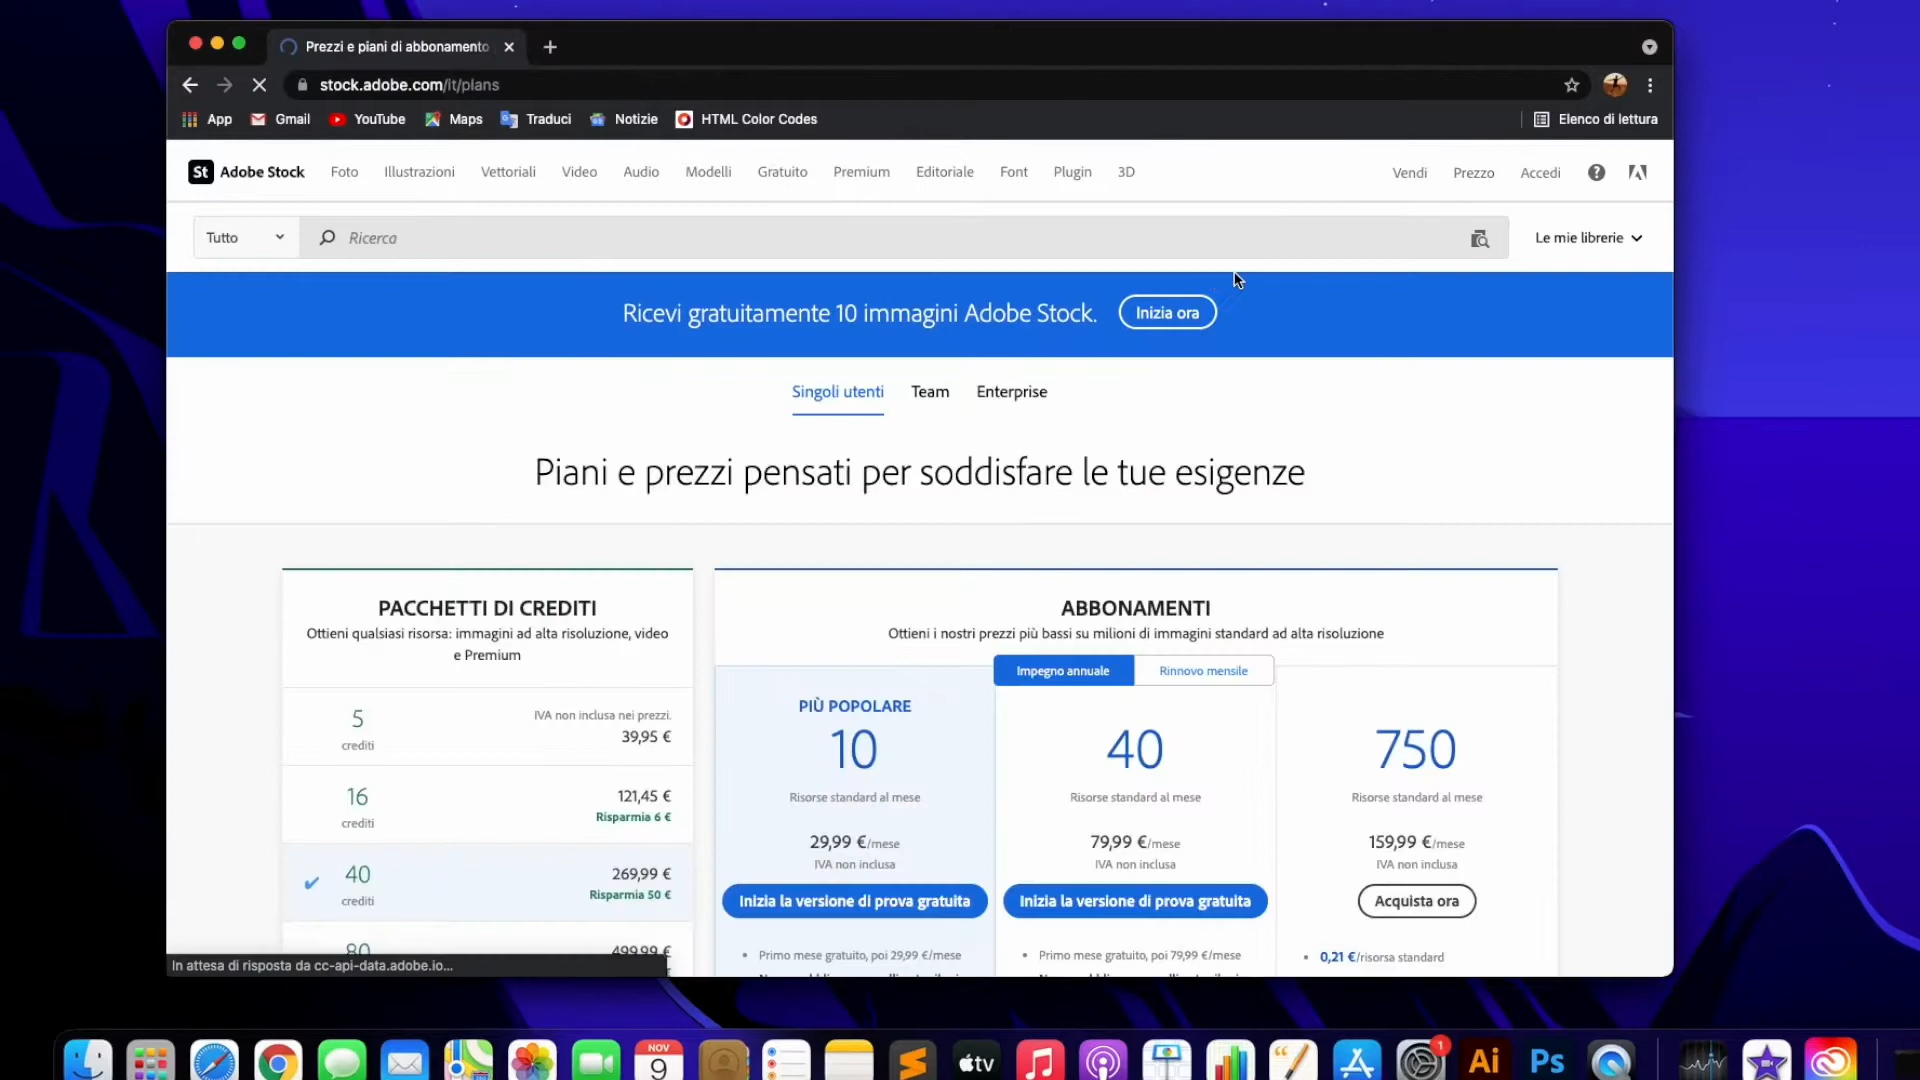 Prezzi e piani di abbonamento
stock.adobe.com/it/plans
App
Gmail
YouTube
Maps
Traduci
Notizie
HTML Color Codes
Elenco di lettura
St Adobe Stock
Foto
Illustrazioni
Vettoriali
Video
Audio
Modelli
Gratuito
Premium
Editoriale
Font
Plugin
3D
Vendi
Prezzo
Accedi
Tutto
Ricerca
Le mie librerie
Ricevi gratuitamente 10 immagini Adobe Stock.
Inizia ora
Singoli utenti
Team
Enterprise
Piani e prezzi pensati per soddisfare le tue esigenze
PACCHETTI DI CREDITI
Ottieni qualsiasi risorsa: immagini ad alta risoluzione, video
e Premium
5
crediti
IVA non inclusa nei prezzi.
39,95 €
16
crediti
121,45 €
Risparmia 6 €
40
crediti
269,99 €
Risparmia 50 €
80
499,99 €
ABBONAMENTI
Ottieni i nostri prezzi più bassi su milioni di immagini standard ad alta risoluzione
Impegno annuale
Rinnovo mensile
PIÙ POPOLARE
10
Risorse standard al mese
29,99 €/mese
IVA non inclusa
Inizia la versione di prova gratuita
• Primo mese gratuito, poi 29,99 €/mese
40
Risorse standard al mese
79,99 €/mese
IVA non inclusa
Inizia la versione di prova gratuita
• Primo mese gratuito, poi 79,99 €/mese
750
Risorse standard al mese
159,99 €/mese
IVA non inclusa
Acquista ora
• 0,21 €/risorsa standard
In attesa di risposta da cc-api-data.adobe.io...
NOV
9
tv
1
Ai
Ps